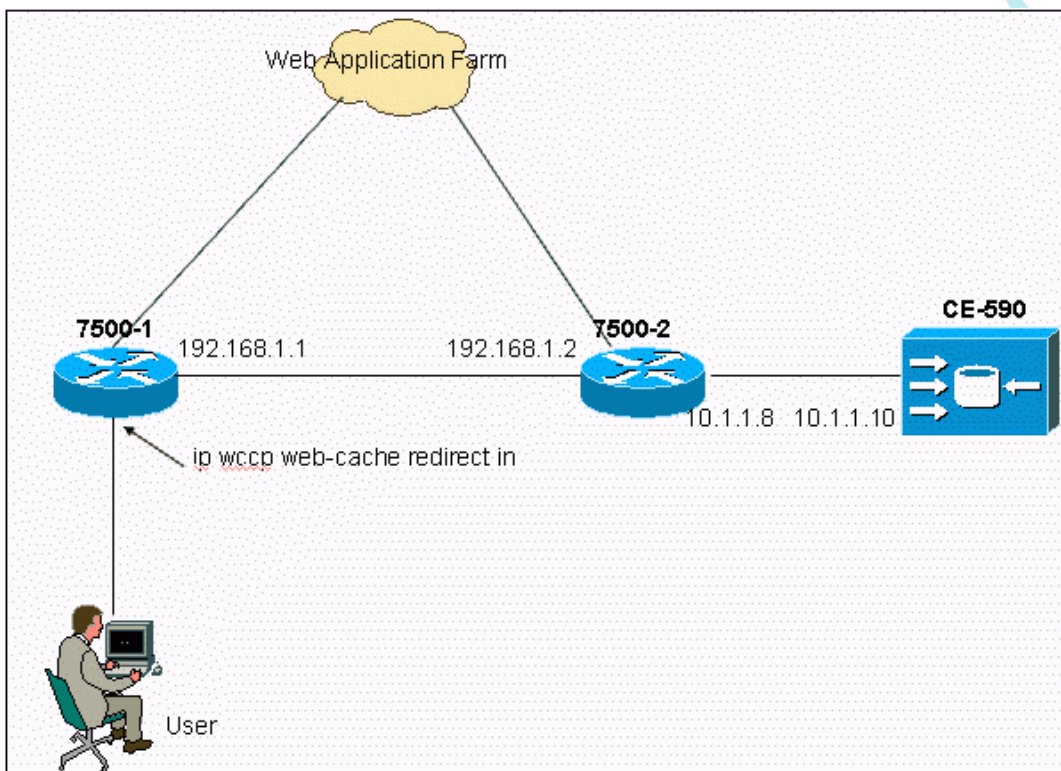 Web Application Farm
CE-590
7500-1
7500-2
192.168.1.1
192.168.1.2
10.1.1.8
10.1.1.10
ip wccp web-cache redirect in
User